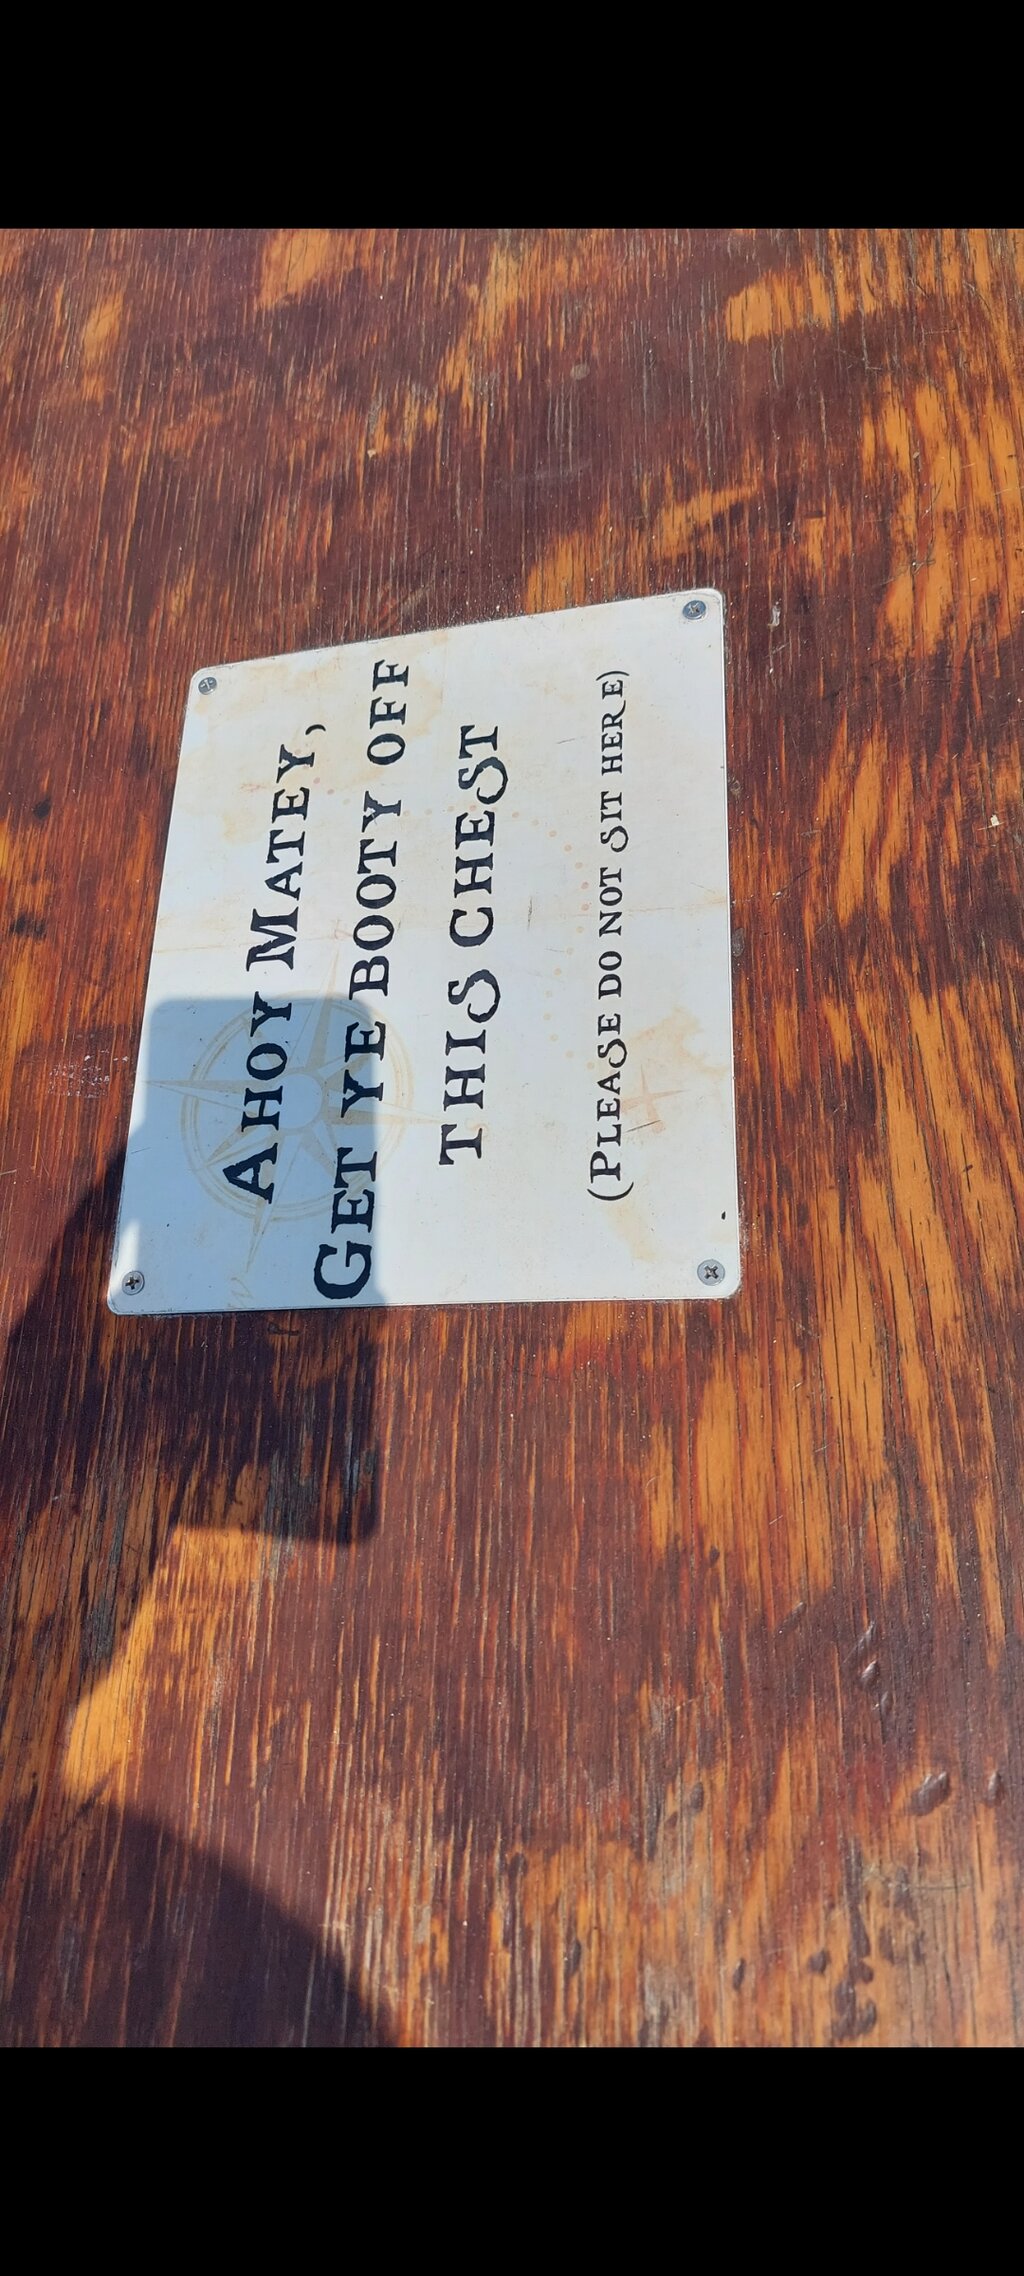 Ahoy Matey,
Get ye booty off
this chest
(Please do not sit here)